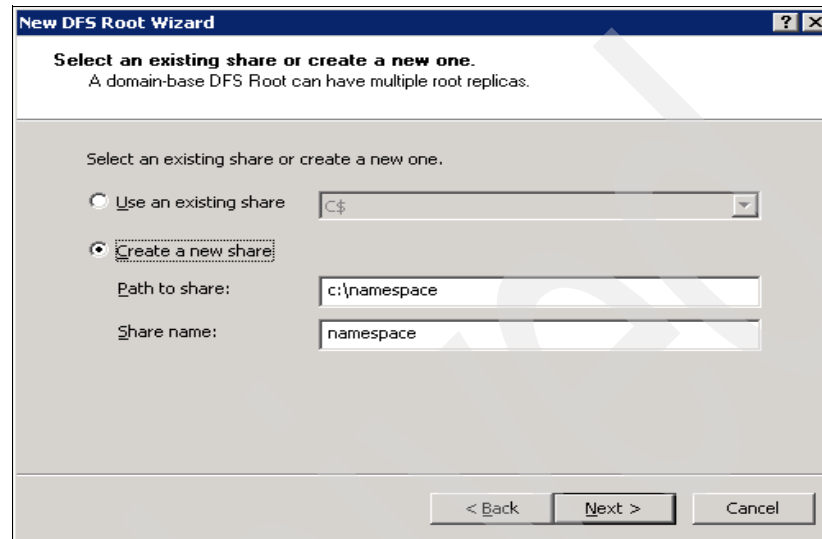 New DFS Root Wizard
Select an existing share or create a new one.
A domain-base DFS Root can have multiple root replicas.
Select an existing share or create a new one.
Use an existing share
C$
Create a new share
Path to share:
c:\namespace
Share name:
namespace
< Back
Next >
Cancel